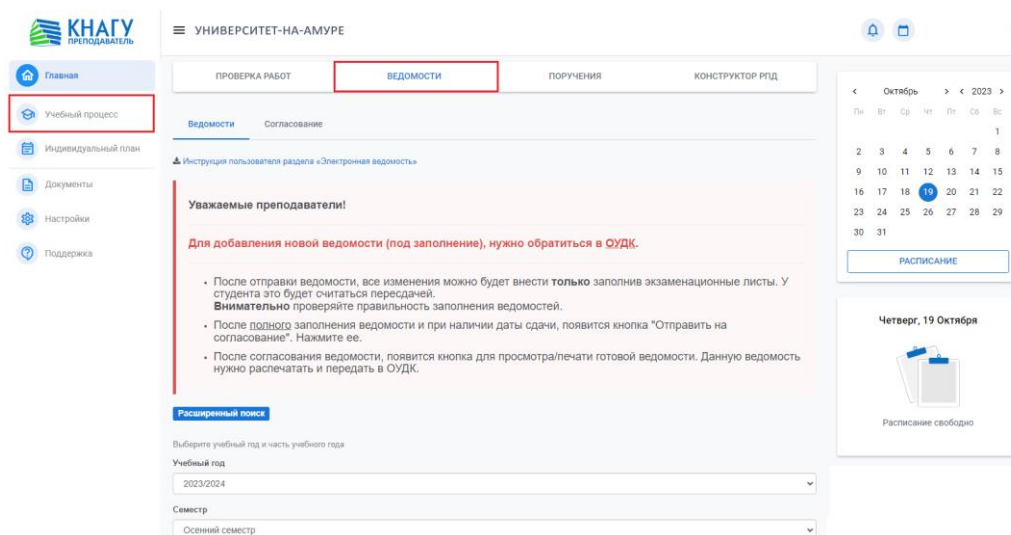 КНАГУ
ПРЕПОДАВАТЕЛЬ
УНИВЕРСИТЕТ-НА-АМУРЕ
Главная
Учебный процесс
Индивидуальный план
Документы
Настройки
Поддержка
ПРОВЕРКА РАБОТ ВЕДОМОСТИ ПОРУЧЕНИЯ КОНСТРУКТОР РПД
Ведомости Согласование
Инструкция пользователя раздела «Электронная ведомость»
Уважаемые преподаватели!
Для добавления новой ведомости (под заполнение), нужно обратиться в ОУДК.
• После отправки ведомости, все изменения можно будет внести только заполнив экзаменационные листы. У
студента это будет считаться пересдачей.
Внимательно проверяйте правильность заполнения ведомостей.
• После полного заполнения ведомости и при наличии даты сдачи, появится кнопка "Отправить на
согласование". Нажмите ее.
• После согласования ведомости, появится кнопка для просмотра/печати готовой ведомости. Данную ведомость
нужно распечатать и передать в ОУДК.
Расширенный поиск
Выберите учебный год и часть учебного года
Учебный год
2023/2024
Семестр
Осенний семестр
‹ Октябрь › ‹ 2023 ›
Пн Вт Ср Чт Пт Сб Вс
1
2 3 4 5 6 7 8
9 10 11 12 13 14 15
16 17 18 19 20 21 22
23 24 25 26 27 28 29
30 31
РАСПИСАНИЕ
Четверг, 19 Октября
Расписание свободно